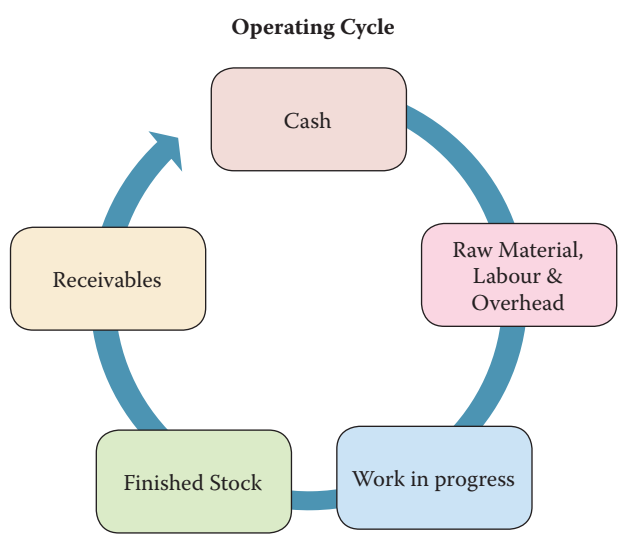 Operating Cycle
Cash
Raw Material,
Labour &
Overhead
Work in progress
Finished Stock
Receivables